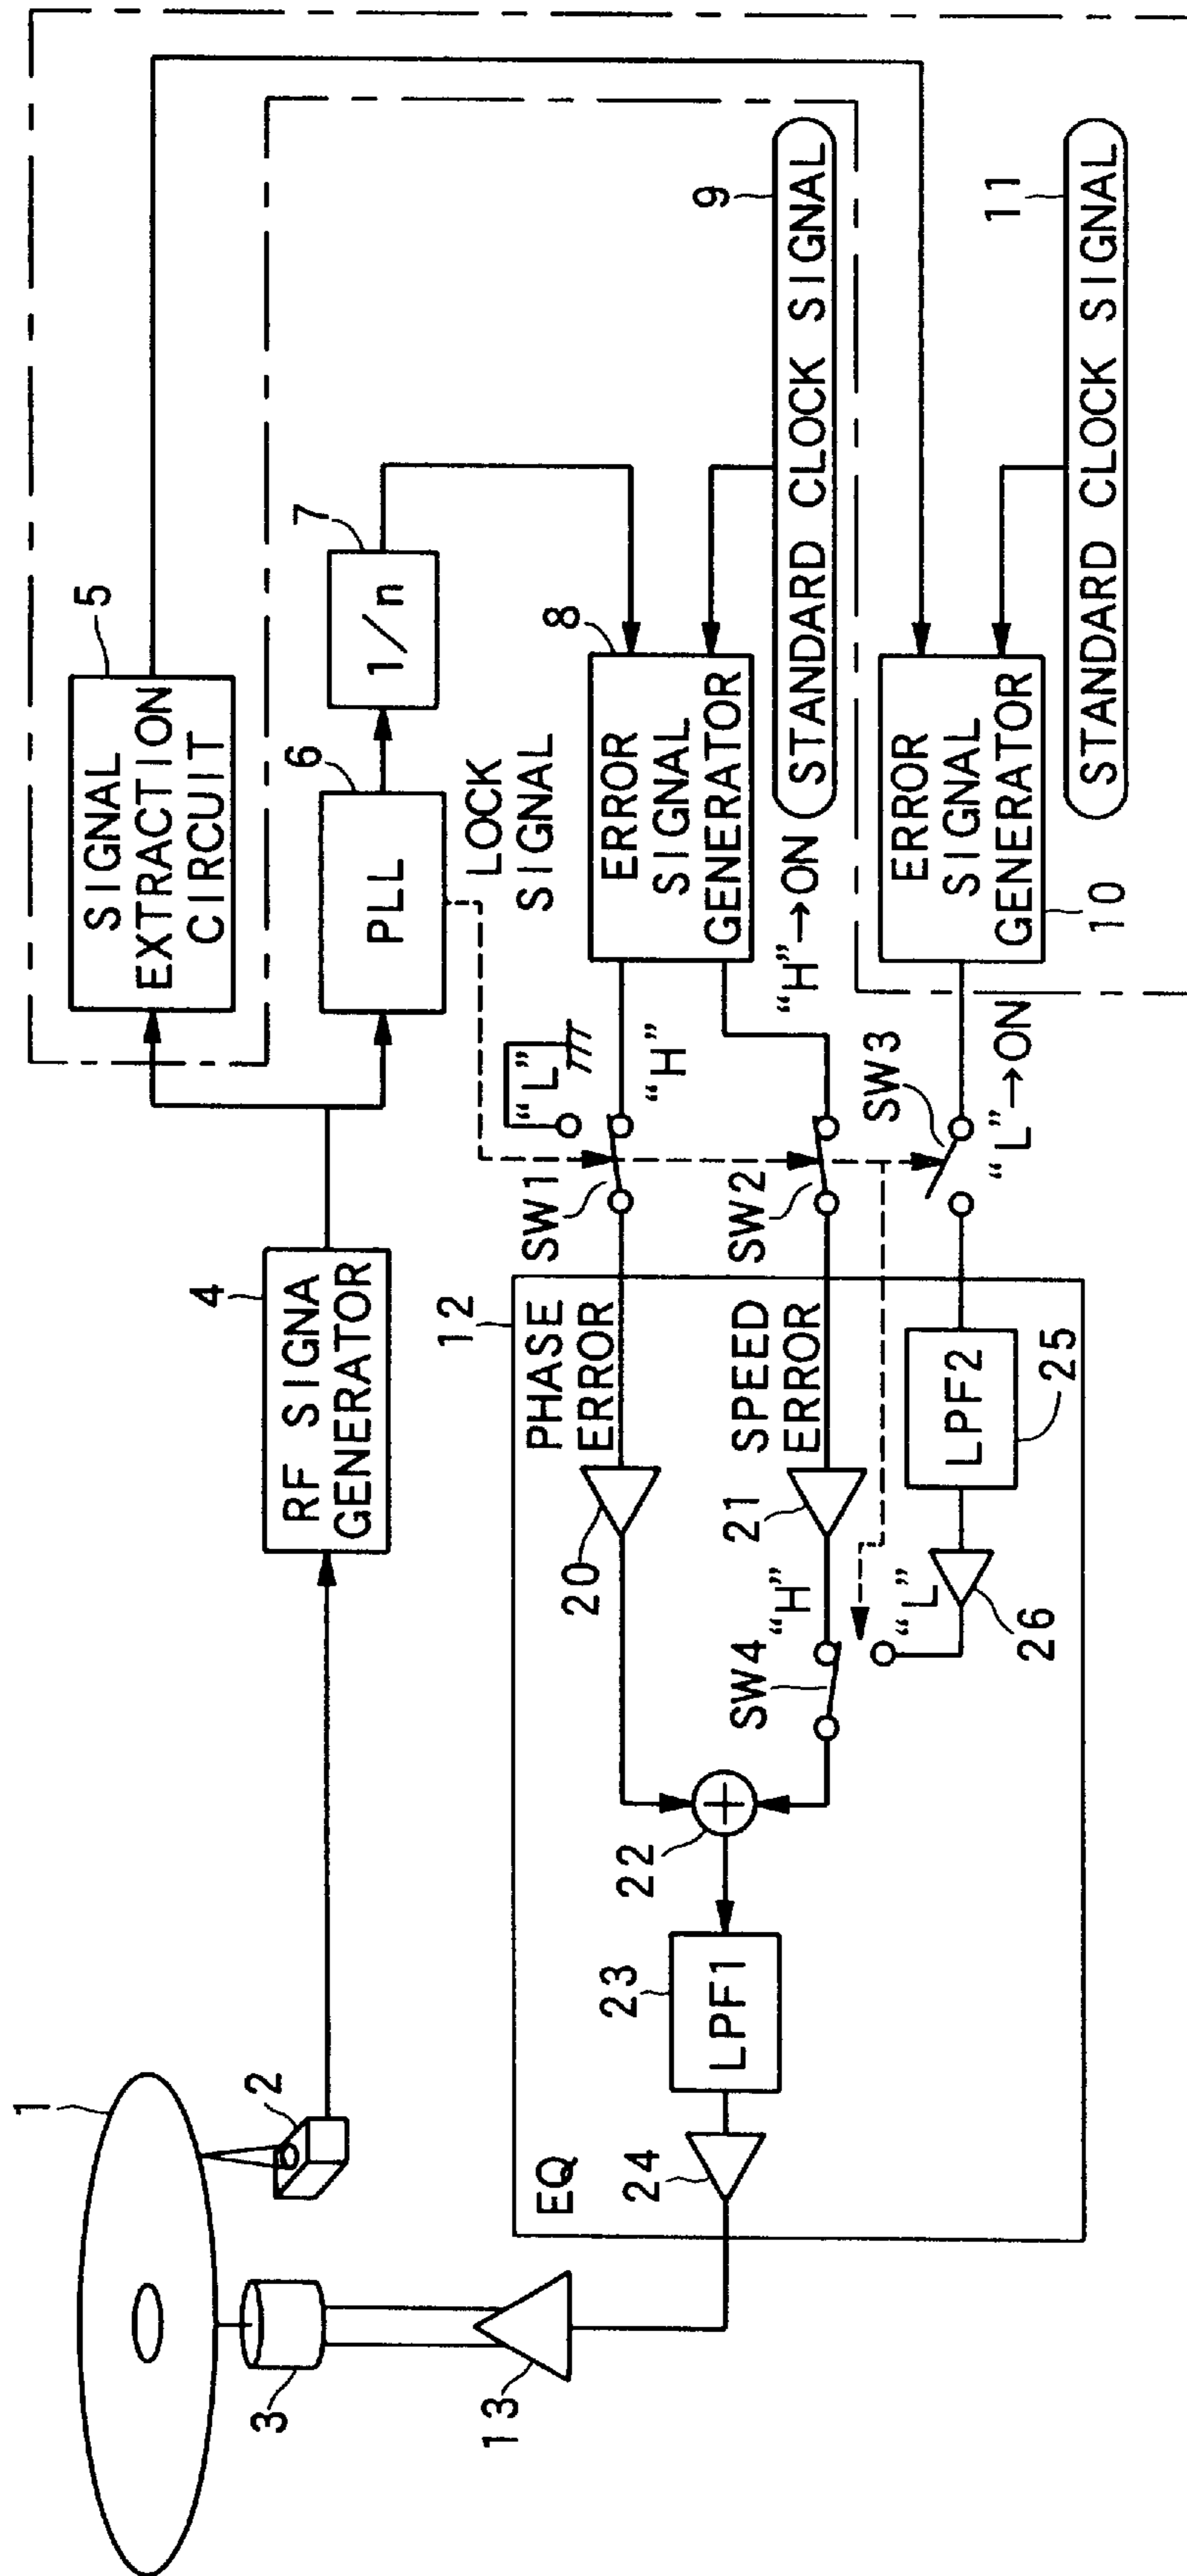 1
2
3
RF SIGNA
GENERATOR
4
SIGNAL
EXTRACTION
CIRCUIT
5
PLL
6
1/n
7
LOCK
SIGNAL
ERROR
SIGNAL
GENERATOR
8
STANDARD CLOCK SIGNAL
9
"H"→ON
ERROR
SIGNAL
GENERATOR
10
STANDARD CLOCK SIGNAL
11
"L"
"H"
SW1
SW2
SW3
"L"→ON
12
PHASE
ERROR
SPEED
ERROR
20
21
"H"
SW4
"L"
LPF2
25
26
22
LPF1
23
24
EQ
13